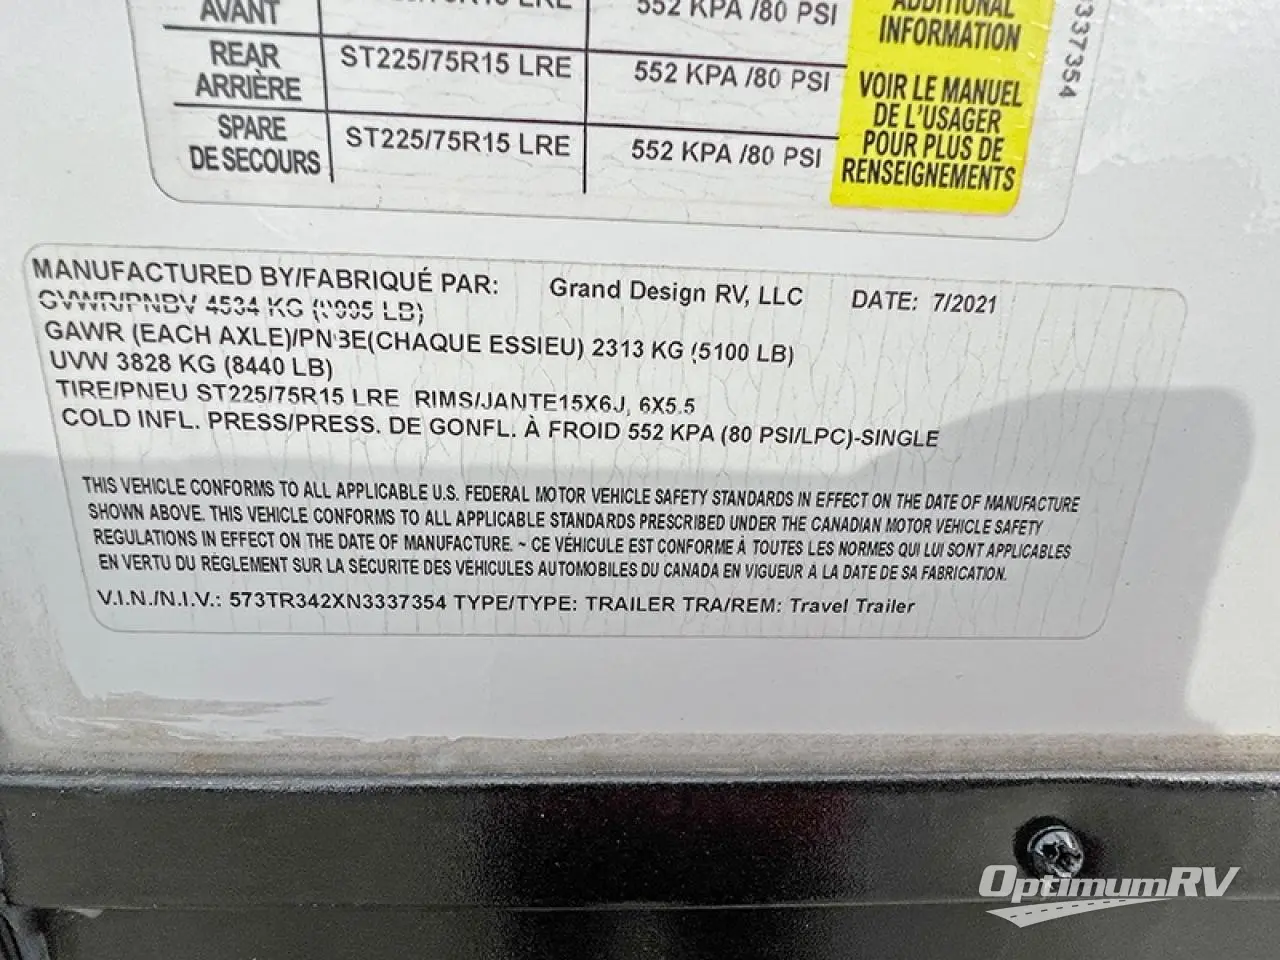 AVANT
552 KPA /80 PSI
ADDITIONAL
INFORMATION
REAR
ARRIÈRE
ST225/75R15 LRE
552 KPA /80 PSI
VOIR LE MANUEL
DE L'USAGER
POUR PLUS DE
RENSEIGNEMENTS
SPARE
DE SECOURS
ST225/75R15 LRE
552 KPA /80 PSI
337354
MANUFACTURED BY/FABRIQUÉ PAR: Grand Design RV, LLC DATE: 7/2021
GVWR/PNBV 4534 KG (9995 LB)
GAWR (EACH AXLE)/PNBE(CHAQUE ESSIEU) 2313 KG (5100 LB)
UVW 3828 KG (8440 LB)
TIRE/PNEU ST225/75R15 LRE RIMS/JANTE15X6J, 6X5.5
COLD INFL. PRESS/PRESS. DE GONFL. À FROID 552 KPA (80 PSI/LPC)-SINGLE
THIS VEHICLE CONFORMS TO ALL APPLICABLE U.S. FEDERAL MOTOR VEHICLE SAFETY STANDARDS IN EFFECT ON THE DATE OF MANUFACTURE
SHOWN ABOVE. THIS VEHICLE CONFORMS TO ALL APPLICABLE STANDARDS PRESCRIBED UNDER THE CANADIAN MOTOR VEHICLE SAFETY
REGULATIONS IN EFFECT ON THE DATE OF MANUFACTURE. ~ CE VÉHICULE EST CONFORME À TOUTES LES NORMES QUI LUI SONT APPLICABLES
EN VERTU DU RÈGLEMENT SUR LA SÉCURITÉ DES VÉHICULES AUTOMOBILES DU CANADA EN VIGUEUR À LA DATE DE SA FABRICATION.
V.I.N./N.I.V.: 573TR342XN3337354 TYPE/TYPE: TRAILER TRA/REM: Travel Trailer
OptimumRV